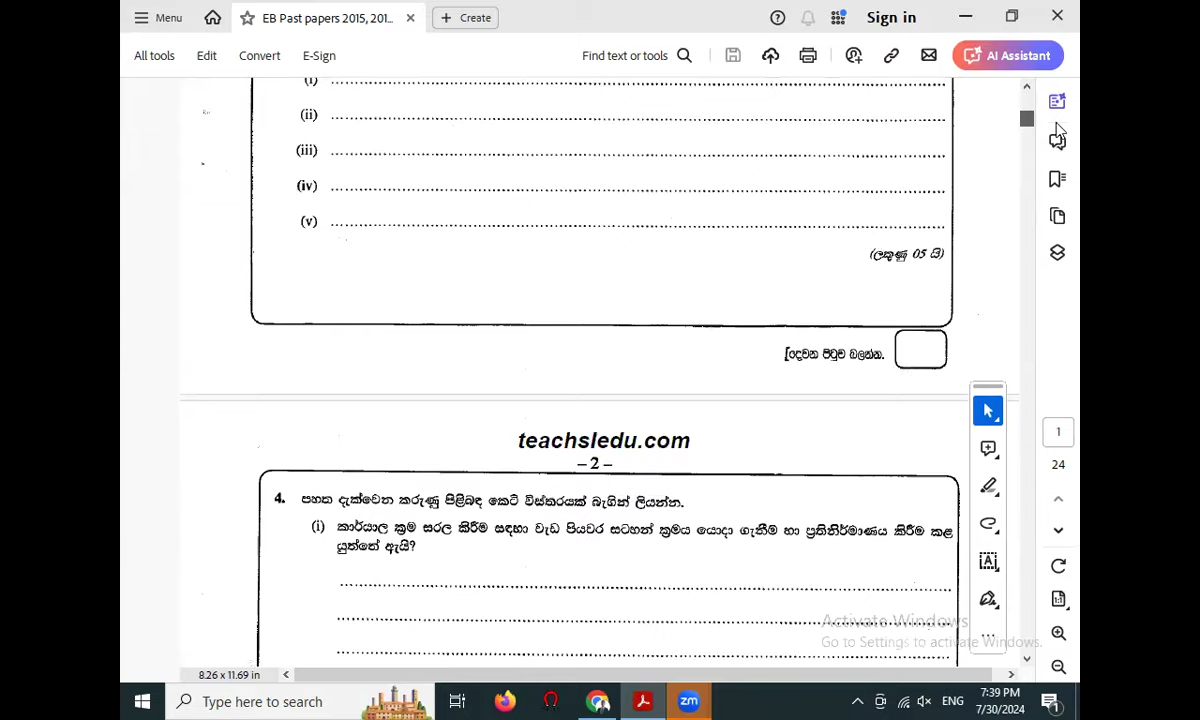 Menu
EB Past papers 2015, 201...
Create
Sign in
All tools
Edit
Convert
E-Sign
Find text or tools
AI Assistant
(i)
(ii)
(iii)
(iv)
(v)
(ලකුණු 05 යි)
[දෙවන පිටුව බලන්න.
teachsledu.com
–2–
4. පහත දැක්වෙන කරුණු පිළිබඳ කෙටි විස්තරයක් බැගින් ලියන්න.
(i) කාර්යාල ක්‍රම සරල කිරීම සඳහා වැඩ පියවර සටහන් ක්‍රමය යොදා ගැනීම හා ප්‍රතිනිර්මාණය කිරීම කළ
යුත්තේ ඇයි?
1
24
Activate Windows
Go to Settings to activate Windows.
8.26 x 11.69 in
Type here to search
ENG
7:39 PM
7/30/2024
1